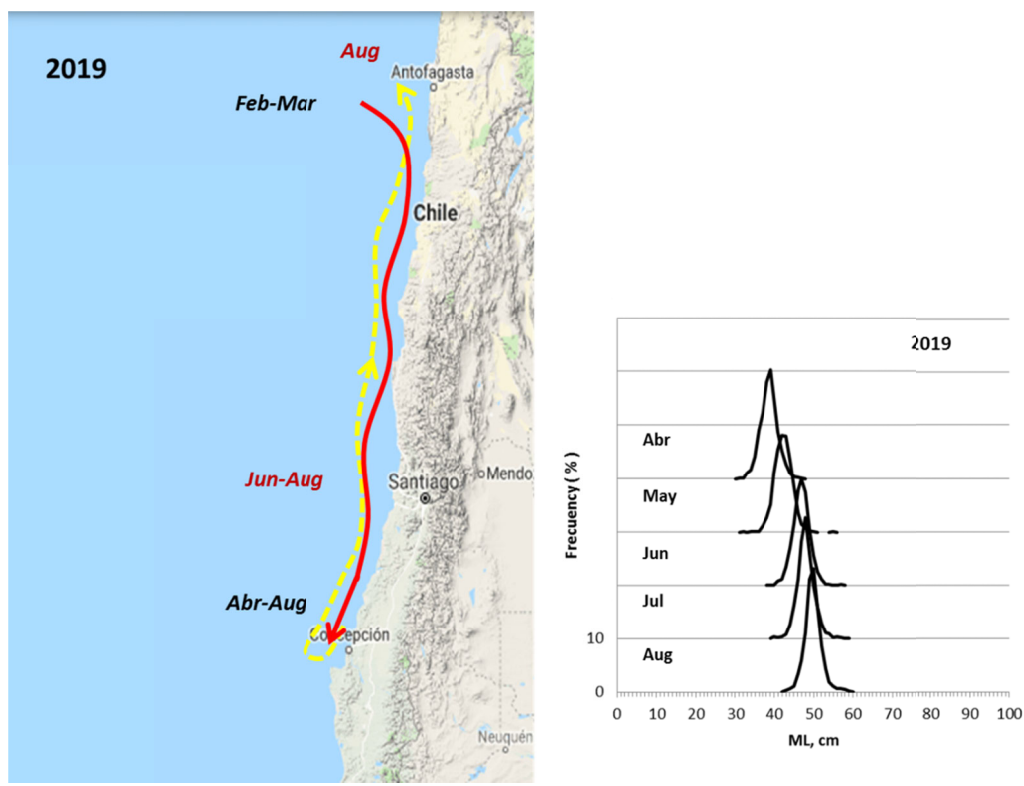 2019
Aug
Antofagasta
Feb-Mar
Chile
Jun-Aug
Santiago
Mendo
Abr-Aug
Concepción
Neuquén
2019
Abr
May
Jun
Jul
Aug
Frecuency ( % )
10
0
0 10 20 30 40 50 60 70 80 90 100
ML, cm